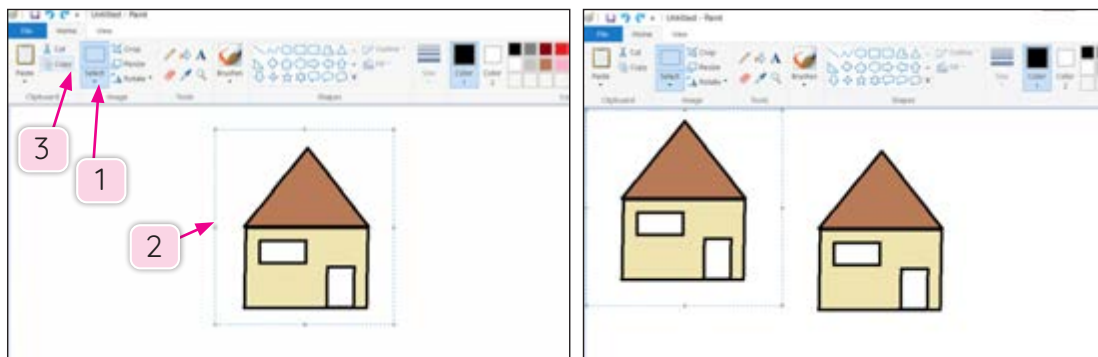 Untitled - Paint
File Home View
Cut
Copy
Paste
Select
Crop
Resize
Rotate
A
Brushes
Outline
Fill
Size
Color
1
Color
2
Clipboard
Image
Tools
Shapes
3
1
2
Untitled - Paint
File Home View
Cut
Copy
Paste
Select
Crop
Resize
Rotate
A
Brushes
Outline
Fill
Size
Color
1
Color
2
Clipboard
Image
Tools
Shapes